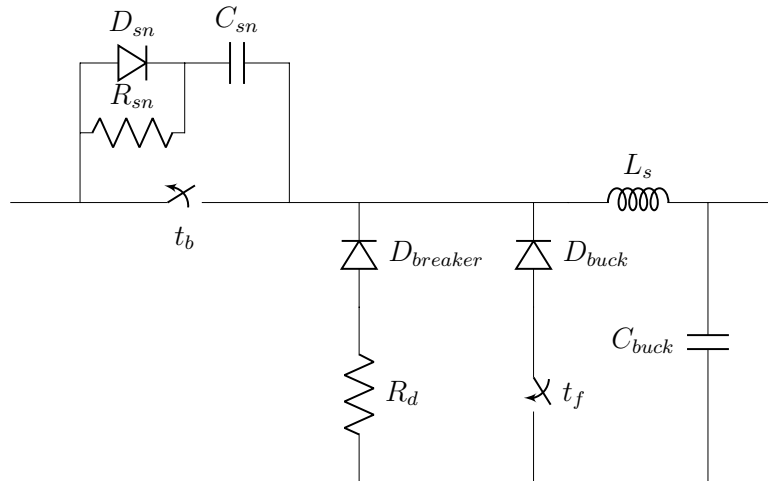 D_{sn}
C_{sn}
R_{sn}
t_b
L_s
D_{breaker}
D_{buck}
C_{buck}
R_d
t_f